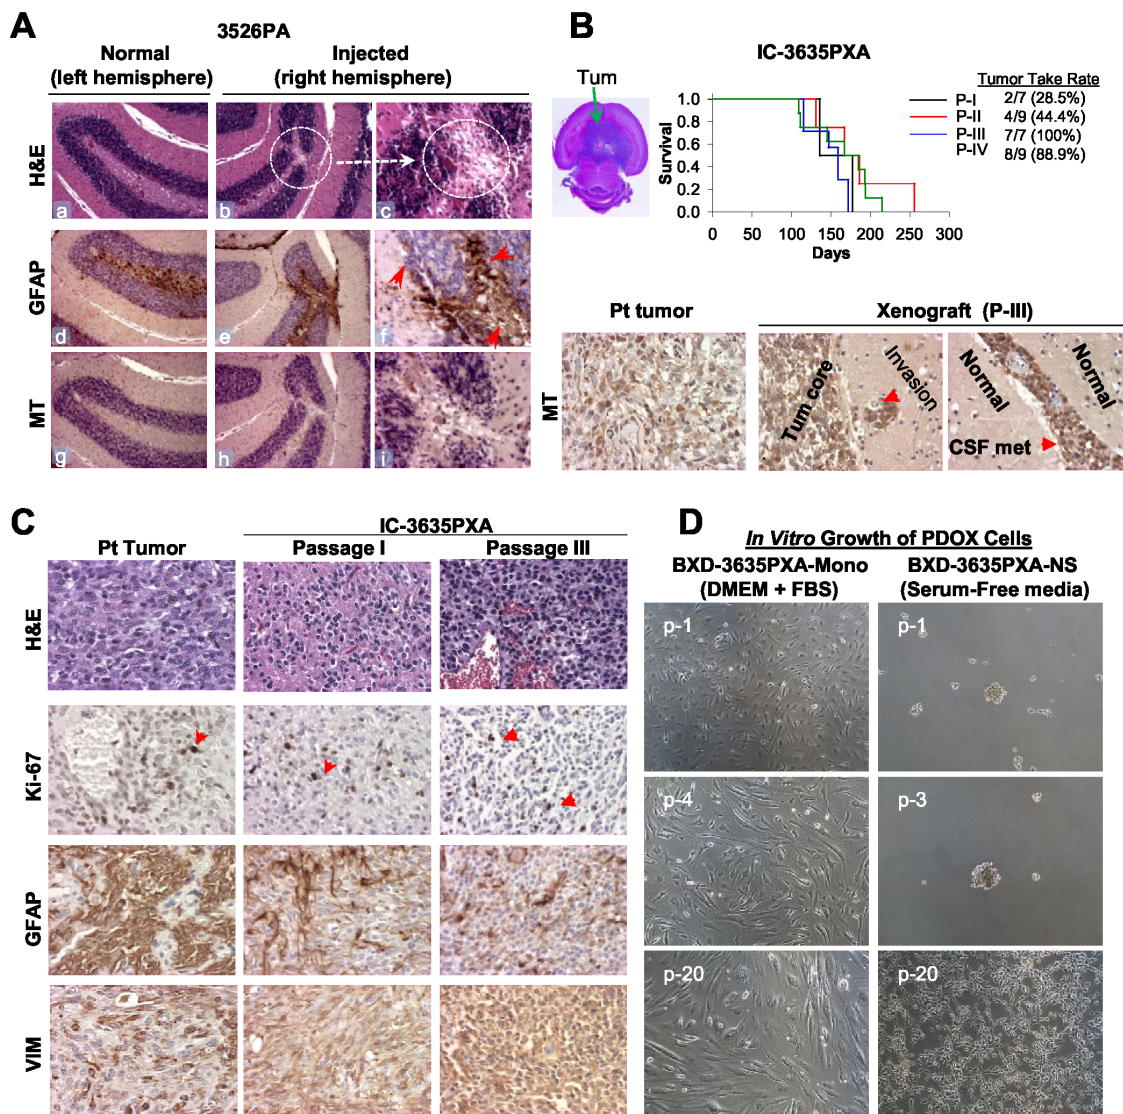 A
3526PA
Normal
(left hemisphere)
Injected
(right hemisphere)
H&E
a
b
c
GFAP
d
e
f
MT
g
h
i
B
IC-3635PXA
Tum
Survival
1.0
0.8
0.6
0.4
0.2
0.0
0
50
100
150
200
250
300
Days
P-I
P-II
P-III
P-IV
Tumor Take Rate
2/7 (28.5%)
4/9 (44.4%)
7/7 (100%)
8/9 (88.9%)
Pt tumor
Xenograft (P-III)
MT
Tum core
Invasion
Normal
Normal
CSF met
C
IC-3635PXA
Pt Tumor
Passage I
Passage III
H&E
Ki-67
GFAP
VIM
D
In Vitro Growth of PDOX Cells
BXD-3635PXA-Mono
(DMEM + FBS)
BXD-3635PXA-NS
(Serum-Free media)
p-1
p-1
p-4
p-3
p-20
p-20